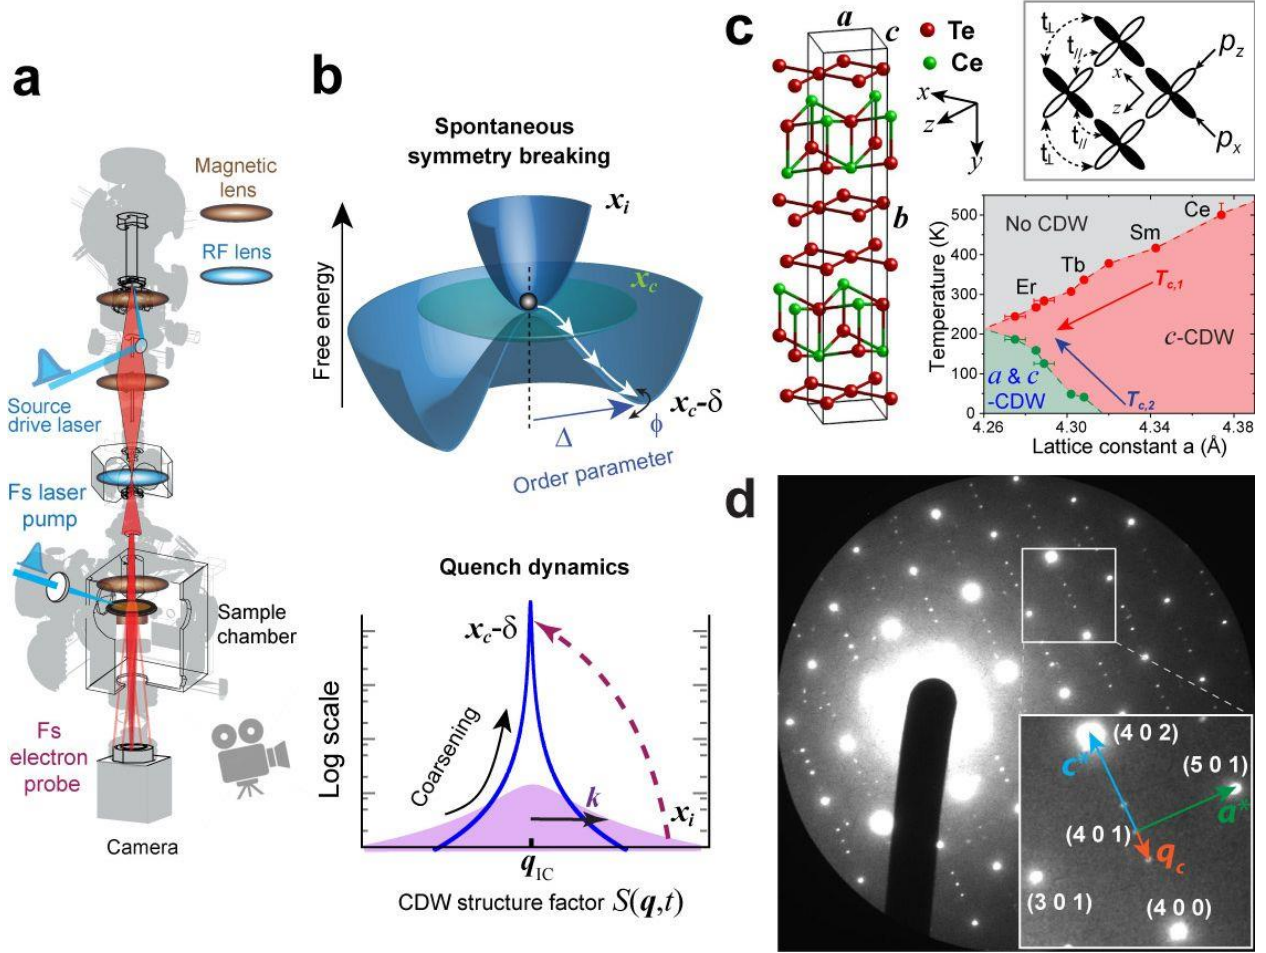 a
Magnetic
lens
RF lens
Source
drive laser
Fs laser
pump
Sample
chamber
Fs
electron
probe
Camera
b
Spontaneous
symmetry breaking
Free energy
x_i
x_c
x_c-δ
Δ
ϕ
Order parameter
Quench dynamics
Log scale
x_c-δ
Coarsening
k
x_i
q_IC
CDW structure factor S(q,t)
c
a
c
b
Te
Ce
x
z
y
t⊥
t//
x
z
t//
t⊥
p_z
p_x
Temperature (K)
500
400
300
200
100
0
No CDW
Ce
Sm
Tb
Er
T_c,1
c-CDW
a & c
-CDW
T_c,2
4.26 4.30 4.34 4.38
Lattice constant a (Å)
d
(4 0 2)
c*
(5 0 1)
a*
(4 0 1)
q_c
(3 0 1)
(4 0 0)